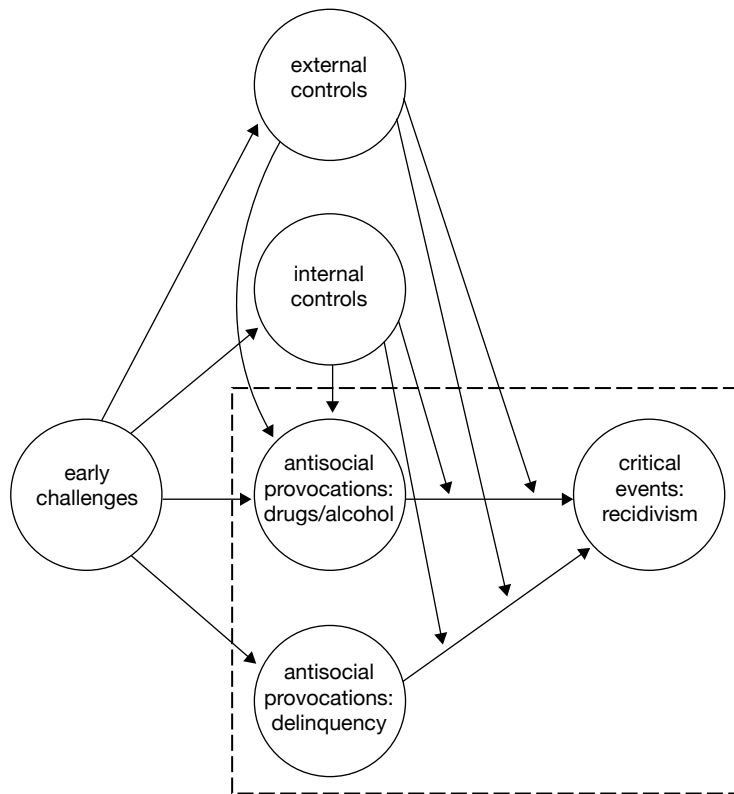 external
controls
internal
controls
early
challenges
antisocial
provocations:
drugs/alcohol
critical
events:
recidivism
antisocial
provocations:
delinquency